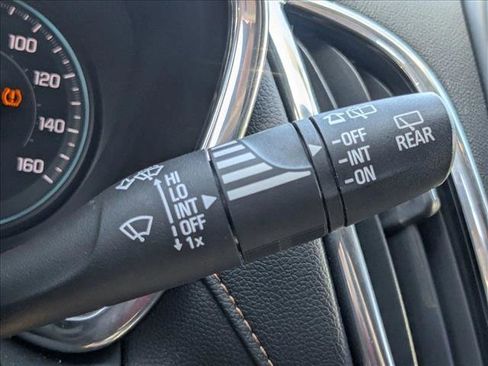 100
120
140
160
HI
LO
INT
OFF
1x
-OFF
-INT
-ON
REAR